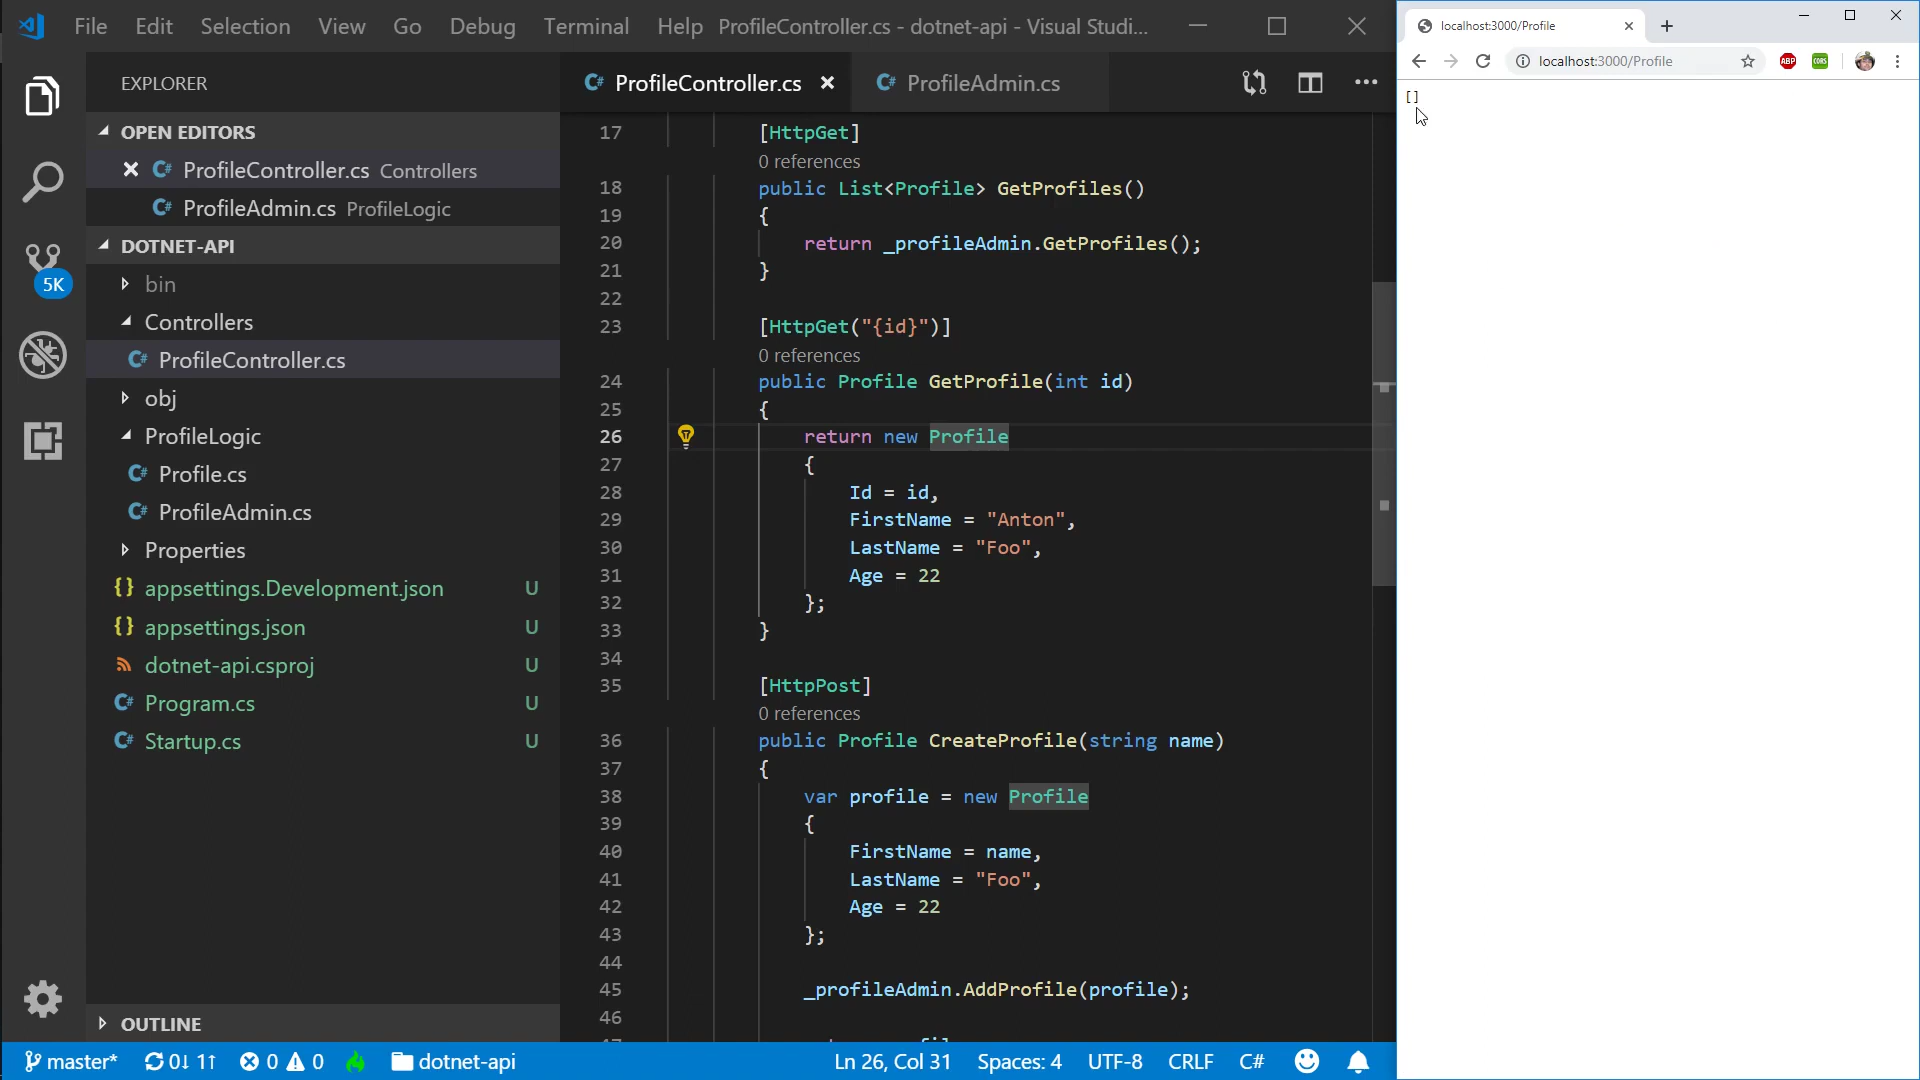 File Edit Selection View Go Debug Terminal Help ProfileController.cs - dotnet-api - Visual Studi...
EXPLORER
OPEN EDITORS
ProfileController.cs Controllers
ProfileAdmin.cs ProfileLogic
DOTNET-API
bin
Controllers
ProfileController.cs
obj
ProfileLogic
Profile.cs
ProfileAdmin.cs
Properties
appsettings.Development.json U
appsettings.json U
dotnet-api.csproj U
Program.cs U
Startup.cs U
OUTLINE
5K
ProfileController.cs ProfileAdmin.cs
17 [HttpGet]
0 references
18 public List<Profile> GetProfiles()
19 {
20 return _profileAdmin.GetProfiles();
21 }
22
23 [HttpGet("{id}")]
0 references
24 public Profile GetProfile(int id)
25 {
26 return new Profile
27 {
28 Id = id,
29 FirstName = "Anton",
30 LastName = "Foo",
31 Age = 22
32 };
33 }
34
35 [HttpPost]
0 references
36 public Profile CreateProfile(string name)
37 {
38 var profile = new Profile
39 {
40 FirstName = name,
41 LastName = "Foo",
42 Age = 22
43 };
44
45 _profileAdmin.AddProfile(profile);
46
master* 0↓ 1↑ 0 0 dotnet-api Ln 26, Col 31 Spaces: 4 UTF-8 CRLF C#
localhost:3000/Profile
localhost:3000/Profile ABP CORS
[]